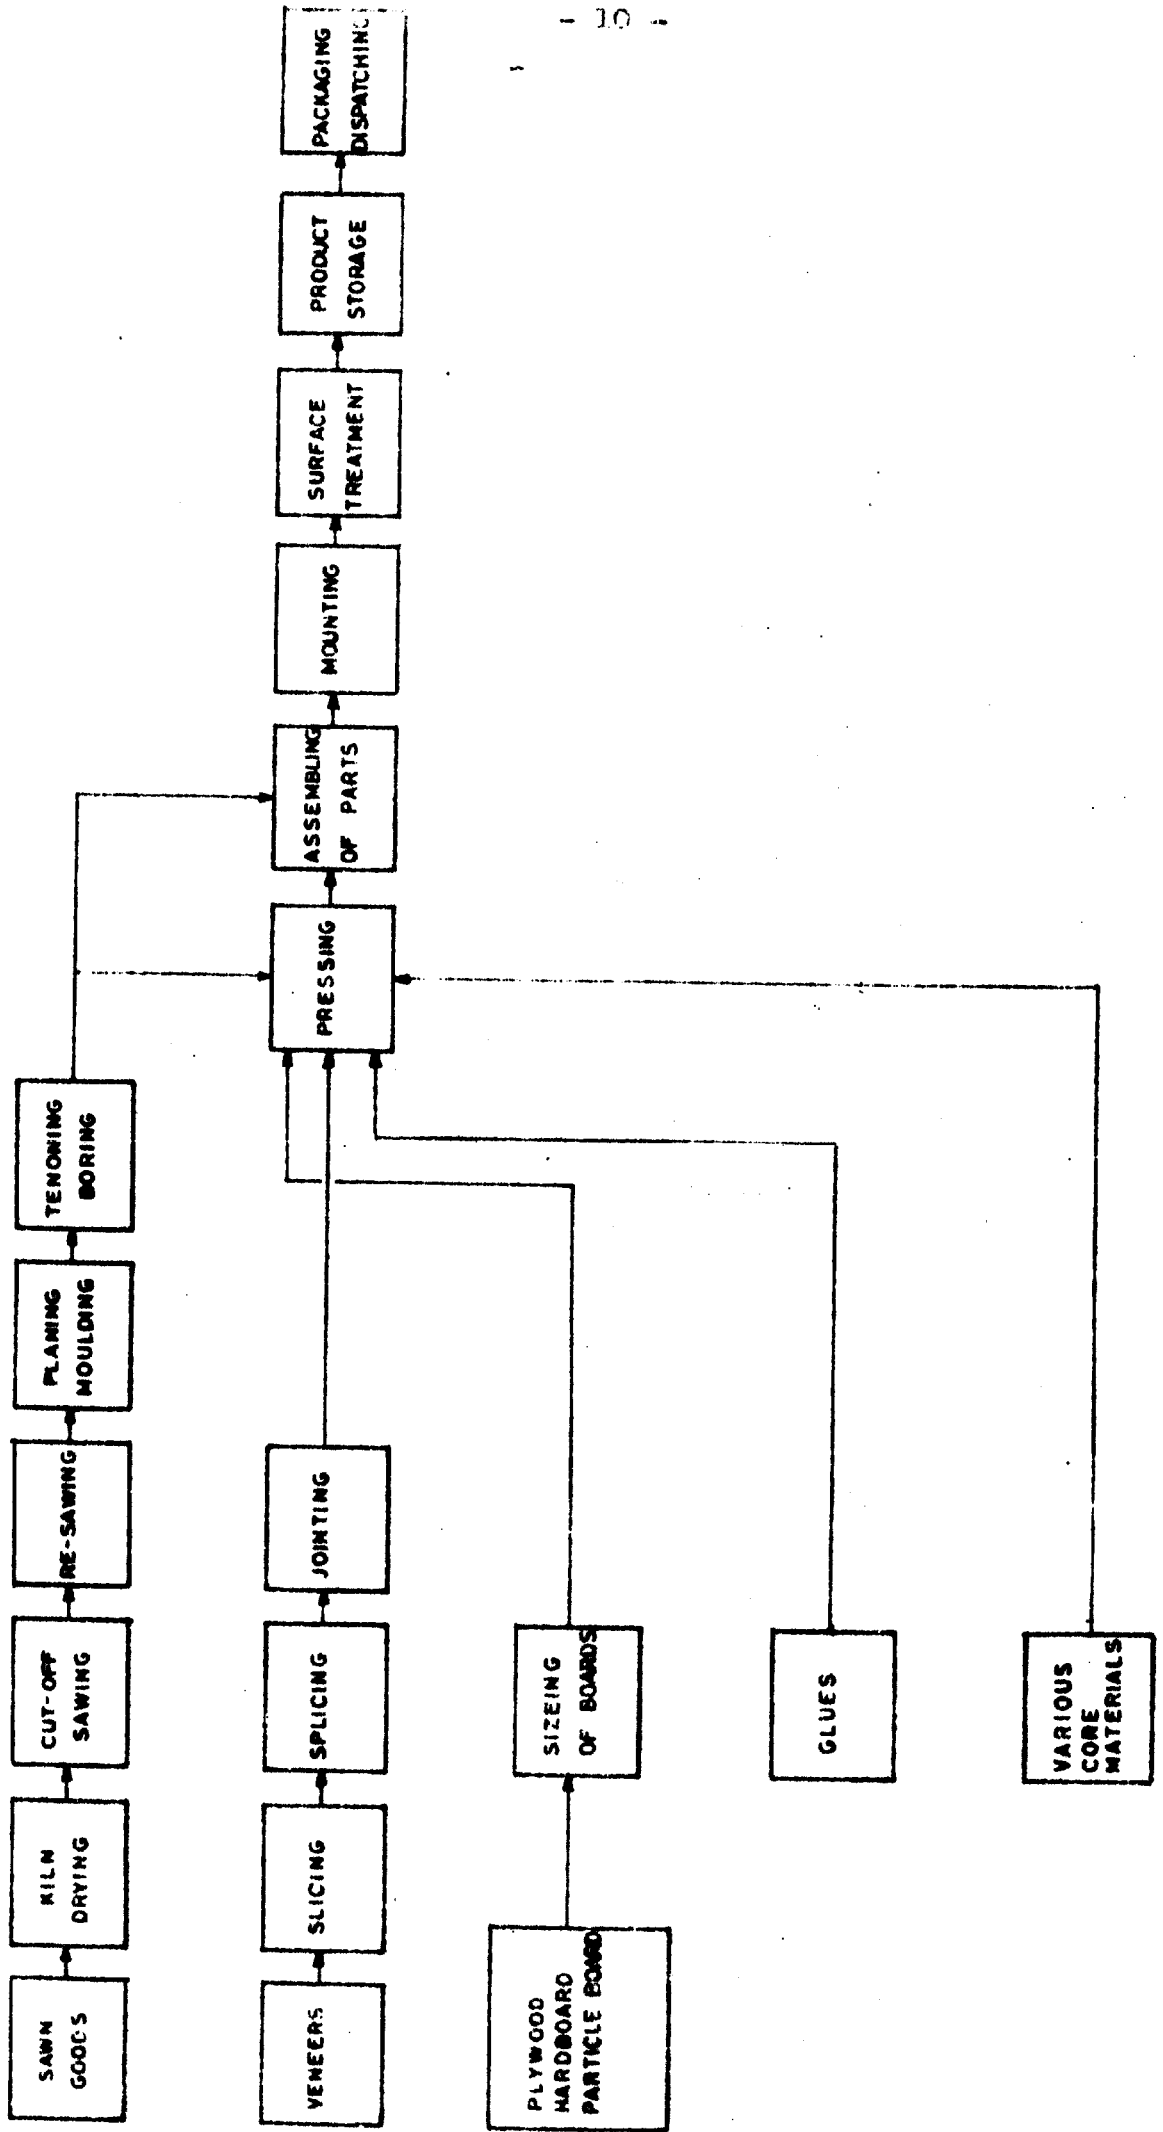 - 10 -
SAWN
GOODS
KILN
DRYING
CUT-OFF
SAWING
RE-SAWING
PLANING
MOULDING
TENONING
BORING
VENEERS
SLICING
SPLICING
JOINTING
PRESSING
ASSEMBLING
OF PARTS
MOUNTING
SURFACE
TREATMENT
PRODUCT
STORAGE
PACKAGING
DISPATCHING
PLYWOOD
HARDBOARD
PARTICLE BOARD
SIZEING
OF BOARDS
GLUES
VARIOUS
CORE
MATERIALS